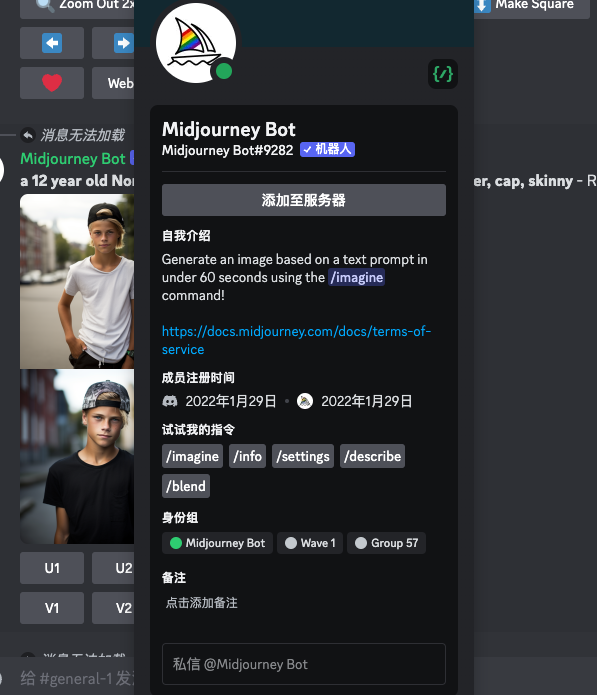 Zoom Out 2x
Make Square
Web
消息无法加载
Midjourney Bot
a 12 year old Nor
er, cap, skinny - R
U1
U2
V1
V2
给 #general-1 发
Midjourney Bot
Midjourney Bot#9282 ✓ 机器人
添加至服务器
自我介绍
Generate an image based on a text prompt in
under 60 seconds using the /imagine
command!
https://docs.midjourney.com/docs/terms-of-
service
成员注册时间
2022年1月29日 • 2022年1月29日
试试我的指令
/imagine /info /settings /describe
/blend
身份组
Midjourney Bot Wave 1 Group 57
备注
点击添加备注
私信 @Midjourney Bot